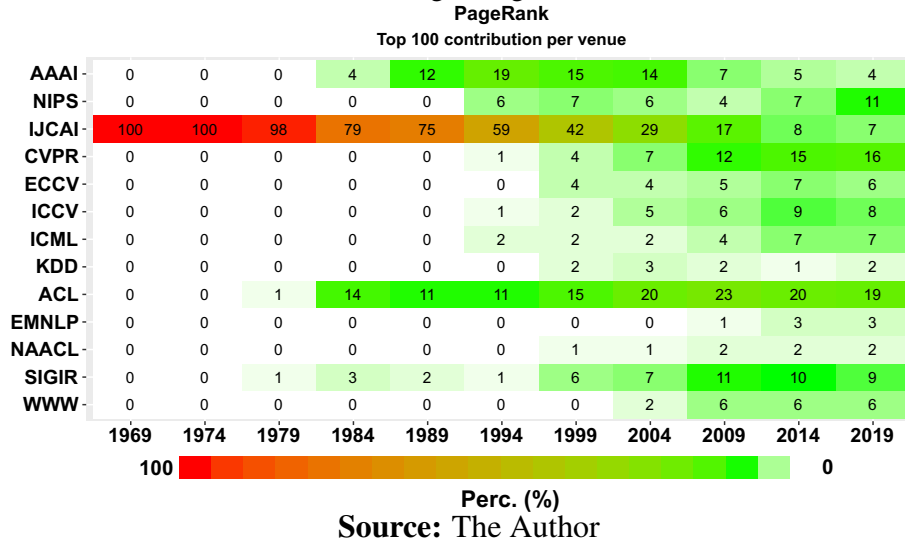 PageRank
Top 100 contribution per venue
AAAI 0 0 0 4 12 19 15 14 7 5 4
NIPS 0 0 0 0 0 6 7 6 4 7 11
IJCAI 100 100 98 79 75 59 42 29 17 8 7
CVPR 0 0 0 0 0 1 4 7 12 15 16
ECCV 0 0 0 0 0 0 4 4 5 7 6
ICCV 0 0 0 0 0 1 2 5 6 9 8
ICML 0 0 0 0 0 2 2 2 4 7 7
KDD 0 0 0 0 0 0 2 3 2 1 2
ACL 0 0 1 14 11 11 15 20 23 20 19
EMNLP 0 0 0 0 0 0 0 0 1 3 3
NAACL 0 0 0 0 0 0 1 1 2 2 2
SIGIR 0 0 1 3 2 1 6 7 11 10 9
WWW 0 0 0 0 0 0 0 2 6 6 6
1969 1974 1979 1984 1989 1994 1999 2004 2009 2014 2019
100 0
Perc. (%)
Source: The Author